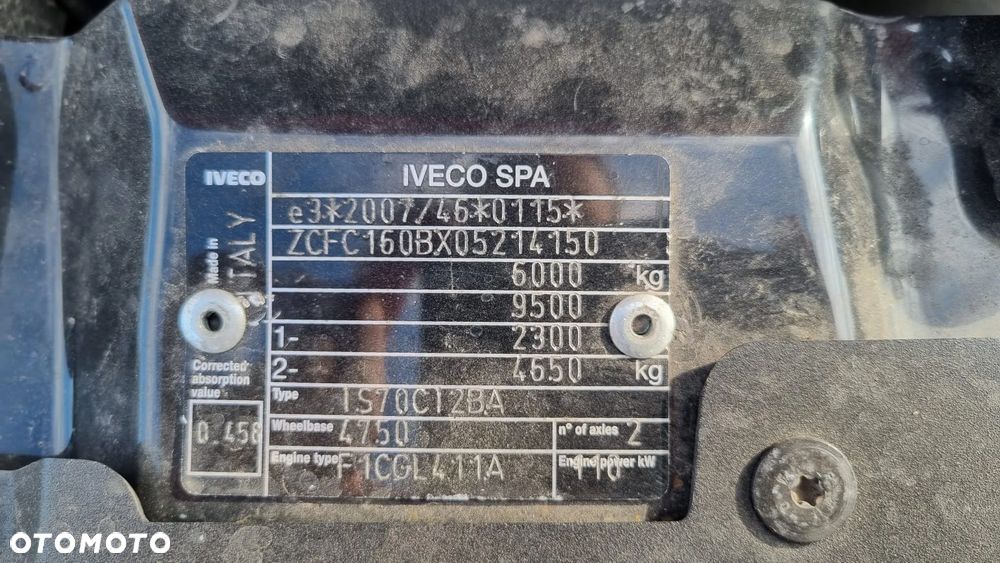 IVECO
IVECO SPA
e3*2007/46*0115*
Made in
ITALY
ZCFC160BX05214150
6000 kg
9500
1- 2300
2- 4650 kg
Corrected
absorption
value
0.458
Type IS70C12BA
Wheelbase 4750
n° of axles 2
Engine type F1CGL411A
Engine power kW 110
OTOMOTO